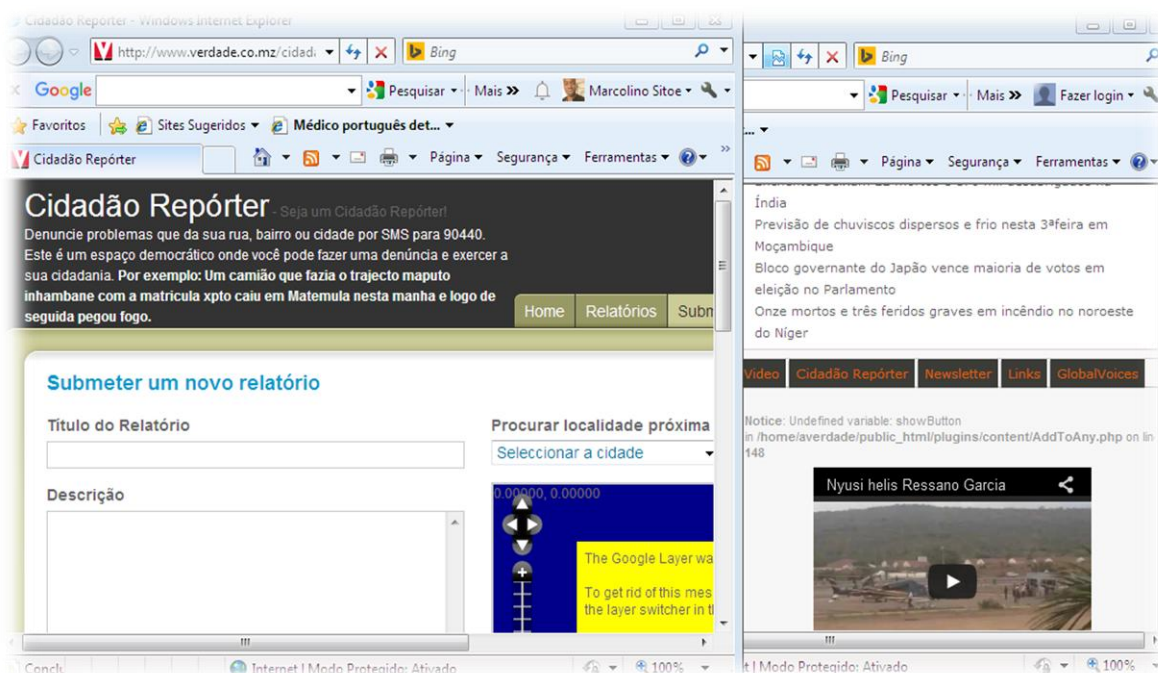 Cidadão Repórter - Windows Internet Explorer
http://www.verdade.co.mz/cidad
Bing
Google
Pesquisar
Mais »
Marcolino Sitoe
Favoritos
Sites Sugeridos
Médico português det...
Cidadão Repórter
Página
Segurança
Ferramentas
»
Cidadão Repórter - Seja um Cidadão Repórter!
Denuncie problemas que da sua rua, bairro ou cidade por SMS para 90440.
Este é um espaço democrático onde você pode fazer uma denúncia e exercer a
sua cidadania. Por exemplo: Um camião que fazia o trajecto maputo
inhambane com a matricula xpto caiu em Matemula nesta manha e logo de
seguida pegou fogo.
Home
Relatórios
Subm
Submeter um novo relatório
Título do Relatório
Procurar localidade próxima
Seleccionar a cidade
Descrição
0.00000, 0.00000
The Google Layer wa
To get rid of this mes
the layer switcher in t
Internet | Modo Protegido: Ativado
100%
Bing
Pesquisar
Mais »
Fazer login
Página
Segurança
Ferramentas
Índia
Previsão de chuviscos dispersos e frio nesta 3ªfeira em
Moçambique
Bloco governante do Japão vence maioria de votos em
eleição no Parlamento
Onze mortos e três feridos graves em incêndio no noroeste
do Níger
Video
Cidadão Repórter
Newsletter
Links
GlobalVoices
Notice: Undefined variable: showButton
in /home/averdade/public_html/plugins/content/AddToAny.php on lin
148
Nyusi helis Ressano Garcia
et | Modo Protegido: Ativado
100%